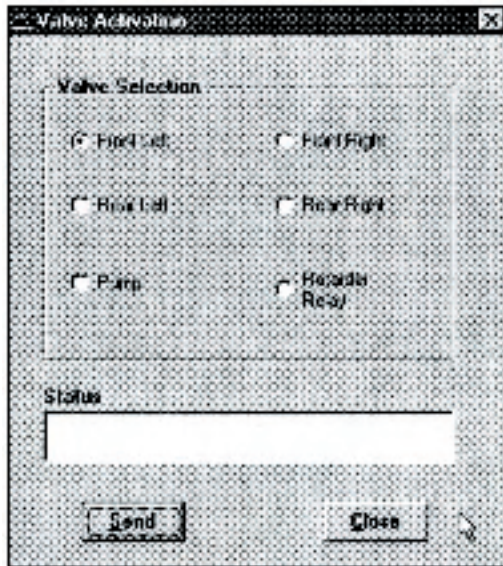 Valve Activation
Valve Selection
Front Left
Front Right
Rear Left
Rear Right
Pump
Retarder
Relay
Status
Send
Close